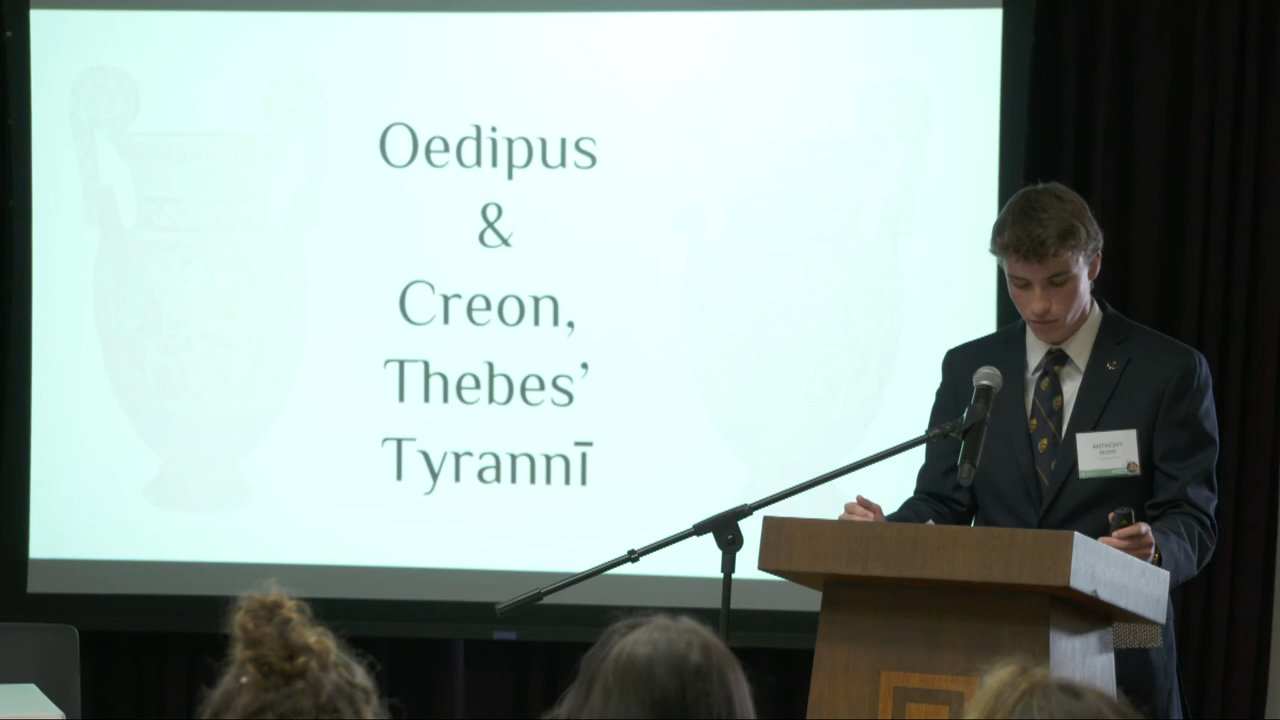 Oedipus
&
Creon,
Thebes’
Tyrannī
ANTHONY